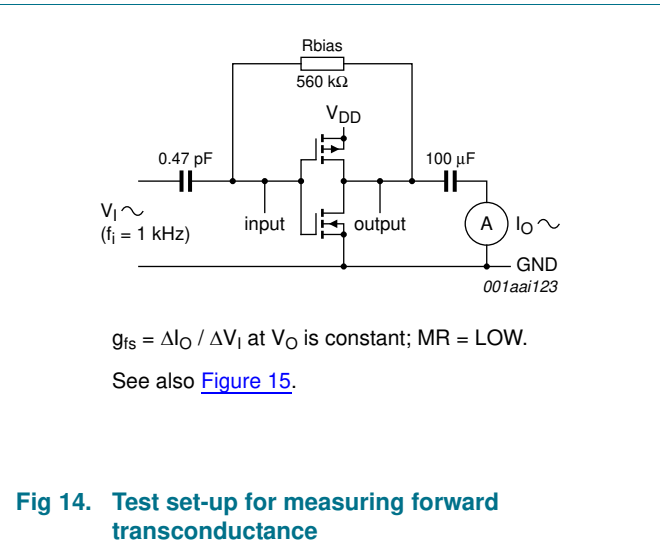 Rbias
560 kΩ
VDD
0.47 pF
100 μF
VI
(fi = 1 kHz)
input
output
A
IO
GND
001aai123
gfs = ΔIO / ΔVI at VO is constant; MR = LOW.
See also Figure 15.
Fig 14. Test set-up for measuring forward
transconductance